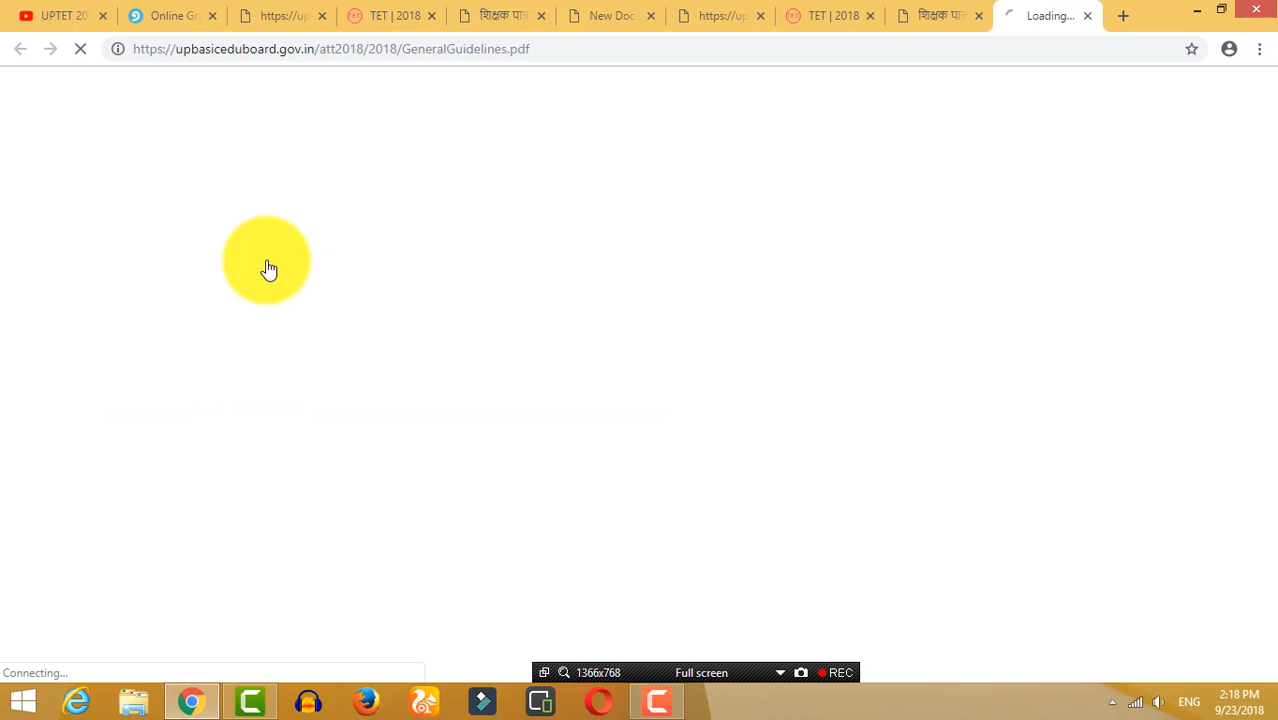 UPTET 20
Online Gr
https://up
TET | 2018
शिक्षक पात्र
New Doc
https://up
TET | 2018
शिक्षक पात्र
Loading...
https://upbasiceduboard.gov.in/att2018/2018/GeneralGuidelines.pdf
Connecting...
1366x768 Full screen REC
ENG
2:18 PM
9/23/2018